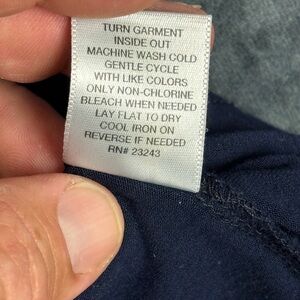 TURN GARMENT
INSIDE OUT
MACHINE WASH COLD
GENTLE CYCLE
WITH LIKE COLORS
ONLY NON-CHLORINE
BLEACH WHEN NEEDED
LAY FLAT TO DRY
COOL IRON ON
REVERSE IF NEEDED
RN# 23243